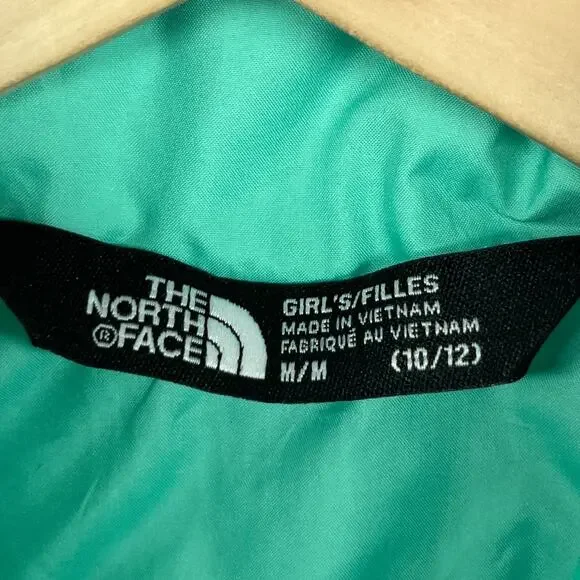 THE
NORTH
®FACE
GIRL'S/FILLES
MADE IN VIETNAM
FABRIQUÉ AU VIETNAM
M/M (10/12)